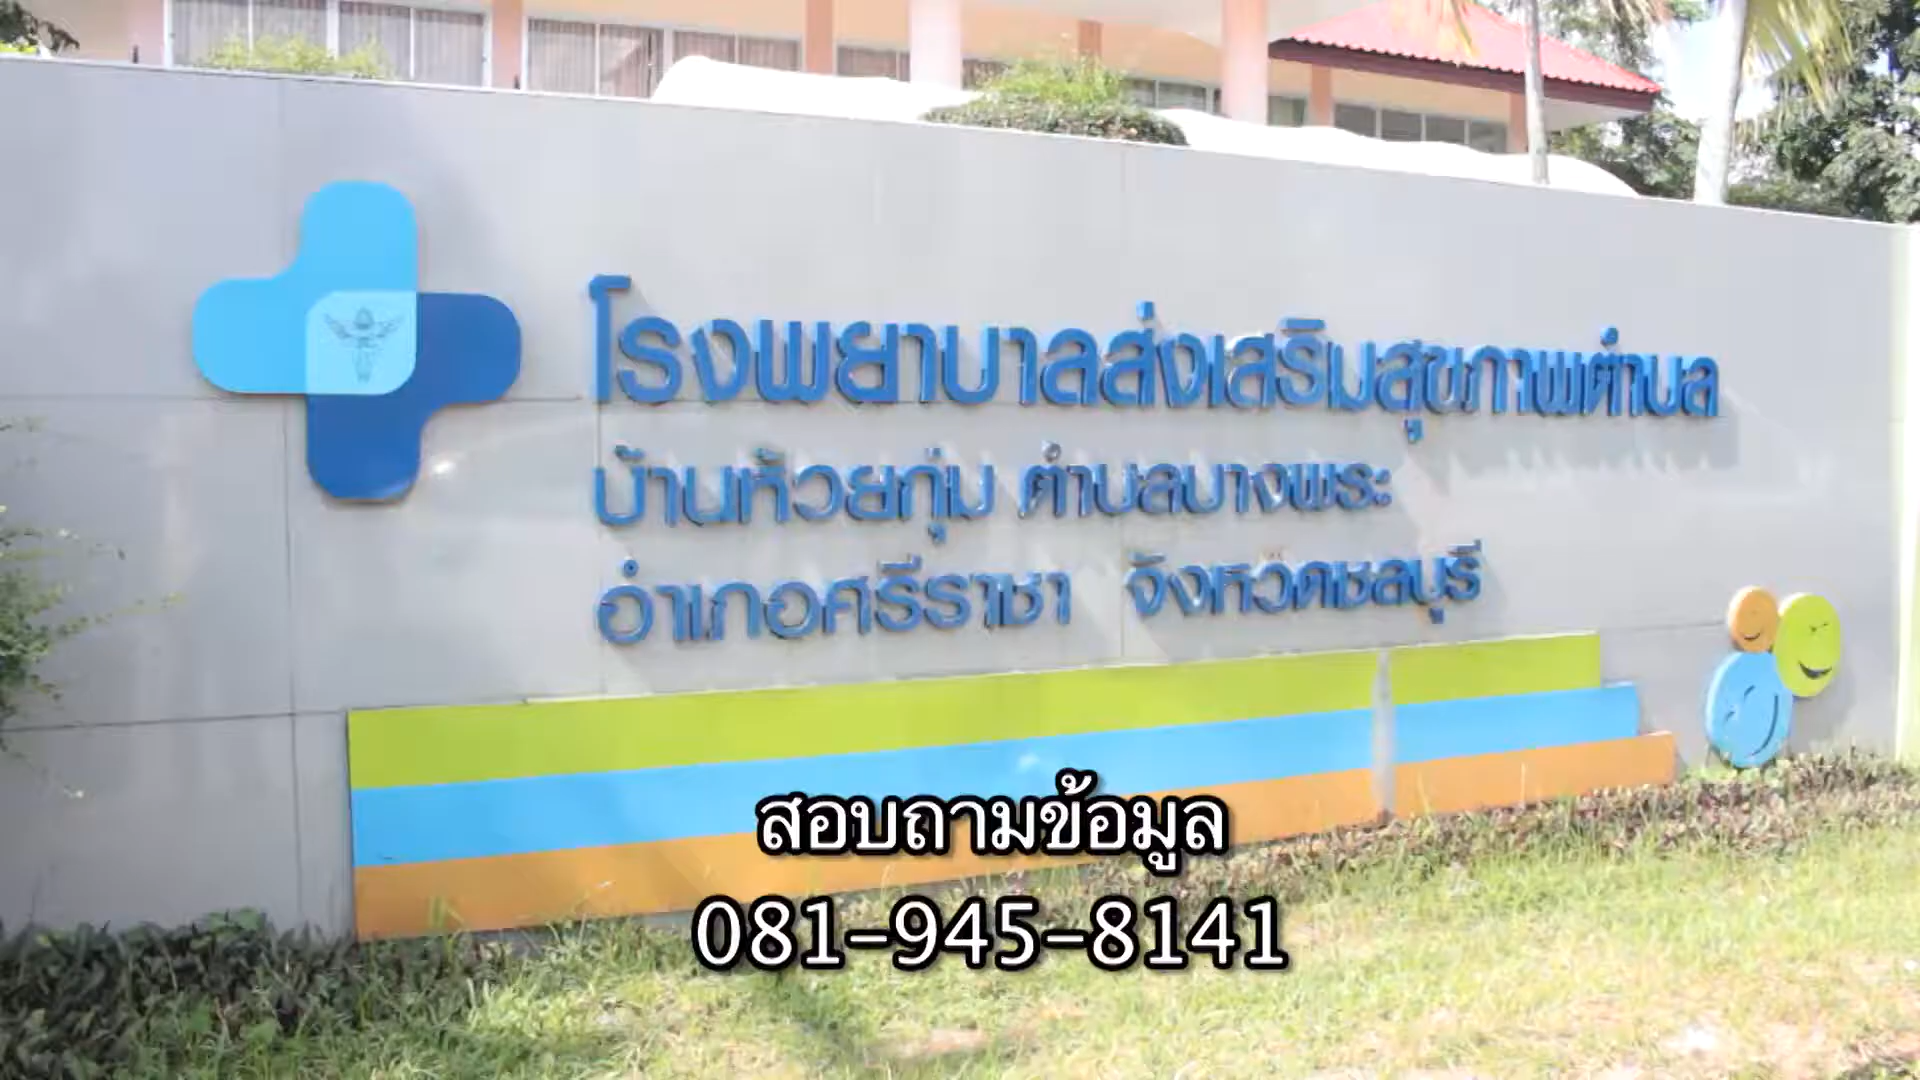 โรงพยาบาลส่งเสริมสุขภาพตำบล
บ้านห้วยกุ่ม ตำบลบางพระ
อำเภอศรีราชา จังหวัดชลบุรี
สอบถามข้อมูล
081-945-8141